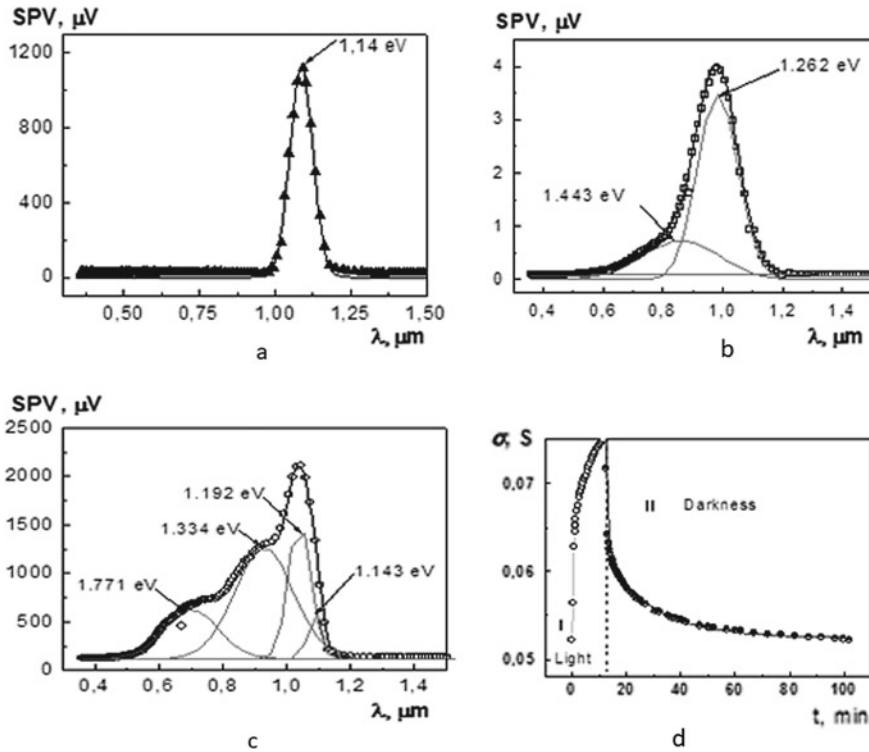 SPV, μV
1,14 eV
1200
800
400
0
0,50 0,75 1,00 1,25 1,50
λ, μm
a
SPV, μV
1.262 eV
1.443 eV
4
3
2
1
0
0,4 0,6 0,8 1,0 1,2 1,4
λ, μm
b
SPV, μV
2500
2000
1500
1000
500
0
1.192 eV
1.334 eV
1.771 eV
1.143 eV
0,4 0,6 0,8 1,0 1,2 1,4
λ, μm
c
σ, S
0,07
0,06
0,05
II Darkness
I
Light
0 20 40 60 80 100
t, min
d